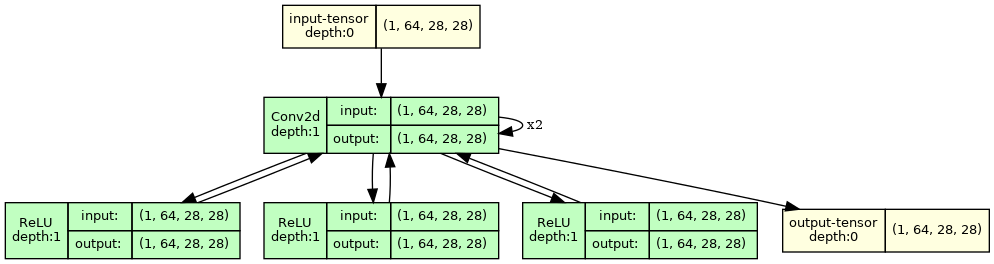 input-tensor
depth:0
(1, 64, 28, 28)
Conv2d
depth:1
input:
(1, 64, 28, 28)
output:
(1, 64, 28, 28)
x2
ReLU
depth:1
input:
(1, 64, 28, 28)
output:
(1, 64, 28, 28)
ReLU
depth:1
input:
(1, 64, 28, 28)
output:
(1, 64, 28, 28)
ReLU
depth:1
input:
(1, 64, 28, 28)
output:
(1, 64, 28, 28)
output-tensor
depth:0
(1, 64, 28, 28)